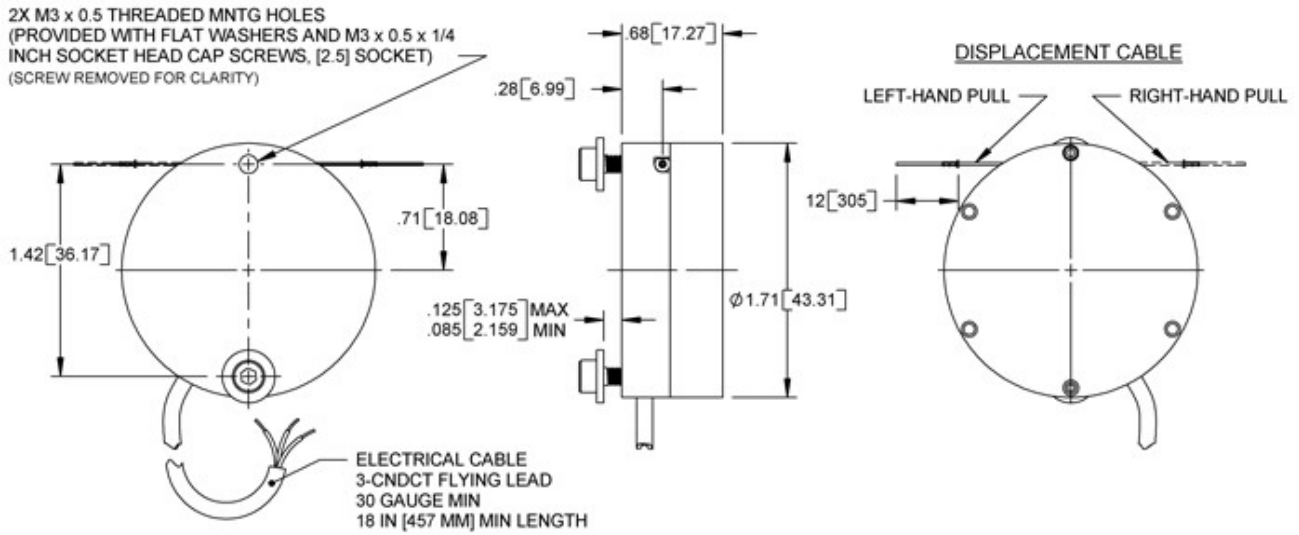 2X M3 x 0.5 THREADED MNTG HOLES
(PROVIDED WITH FLAT WASHERS AND M3 x 0.5 x 1/4
INCH SOCKET HEAD CAP SCREWS, [2.5] SOCKET)
(SCREW REMOVED FOR CLARITY)
.68[17.27]
.28[6.99]
DISPLACEMENT CABLE
LEFT-HAND PULL
RIGHT-HAND PULL
12[305]
.71[18.08]
1.42[36.17]
.125[3.175] MAX
.085[2.159] MIN
Ø1.71[43.31]
ELECTRICAL CABLE
3-CNDCT FLYING LEAD
30 GAUGE MIN
18 IN [457 MM] MIN LENGTH